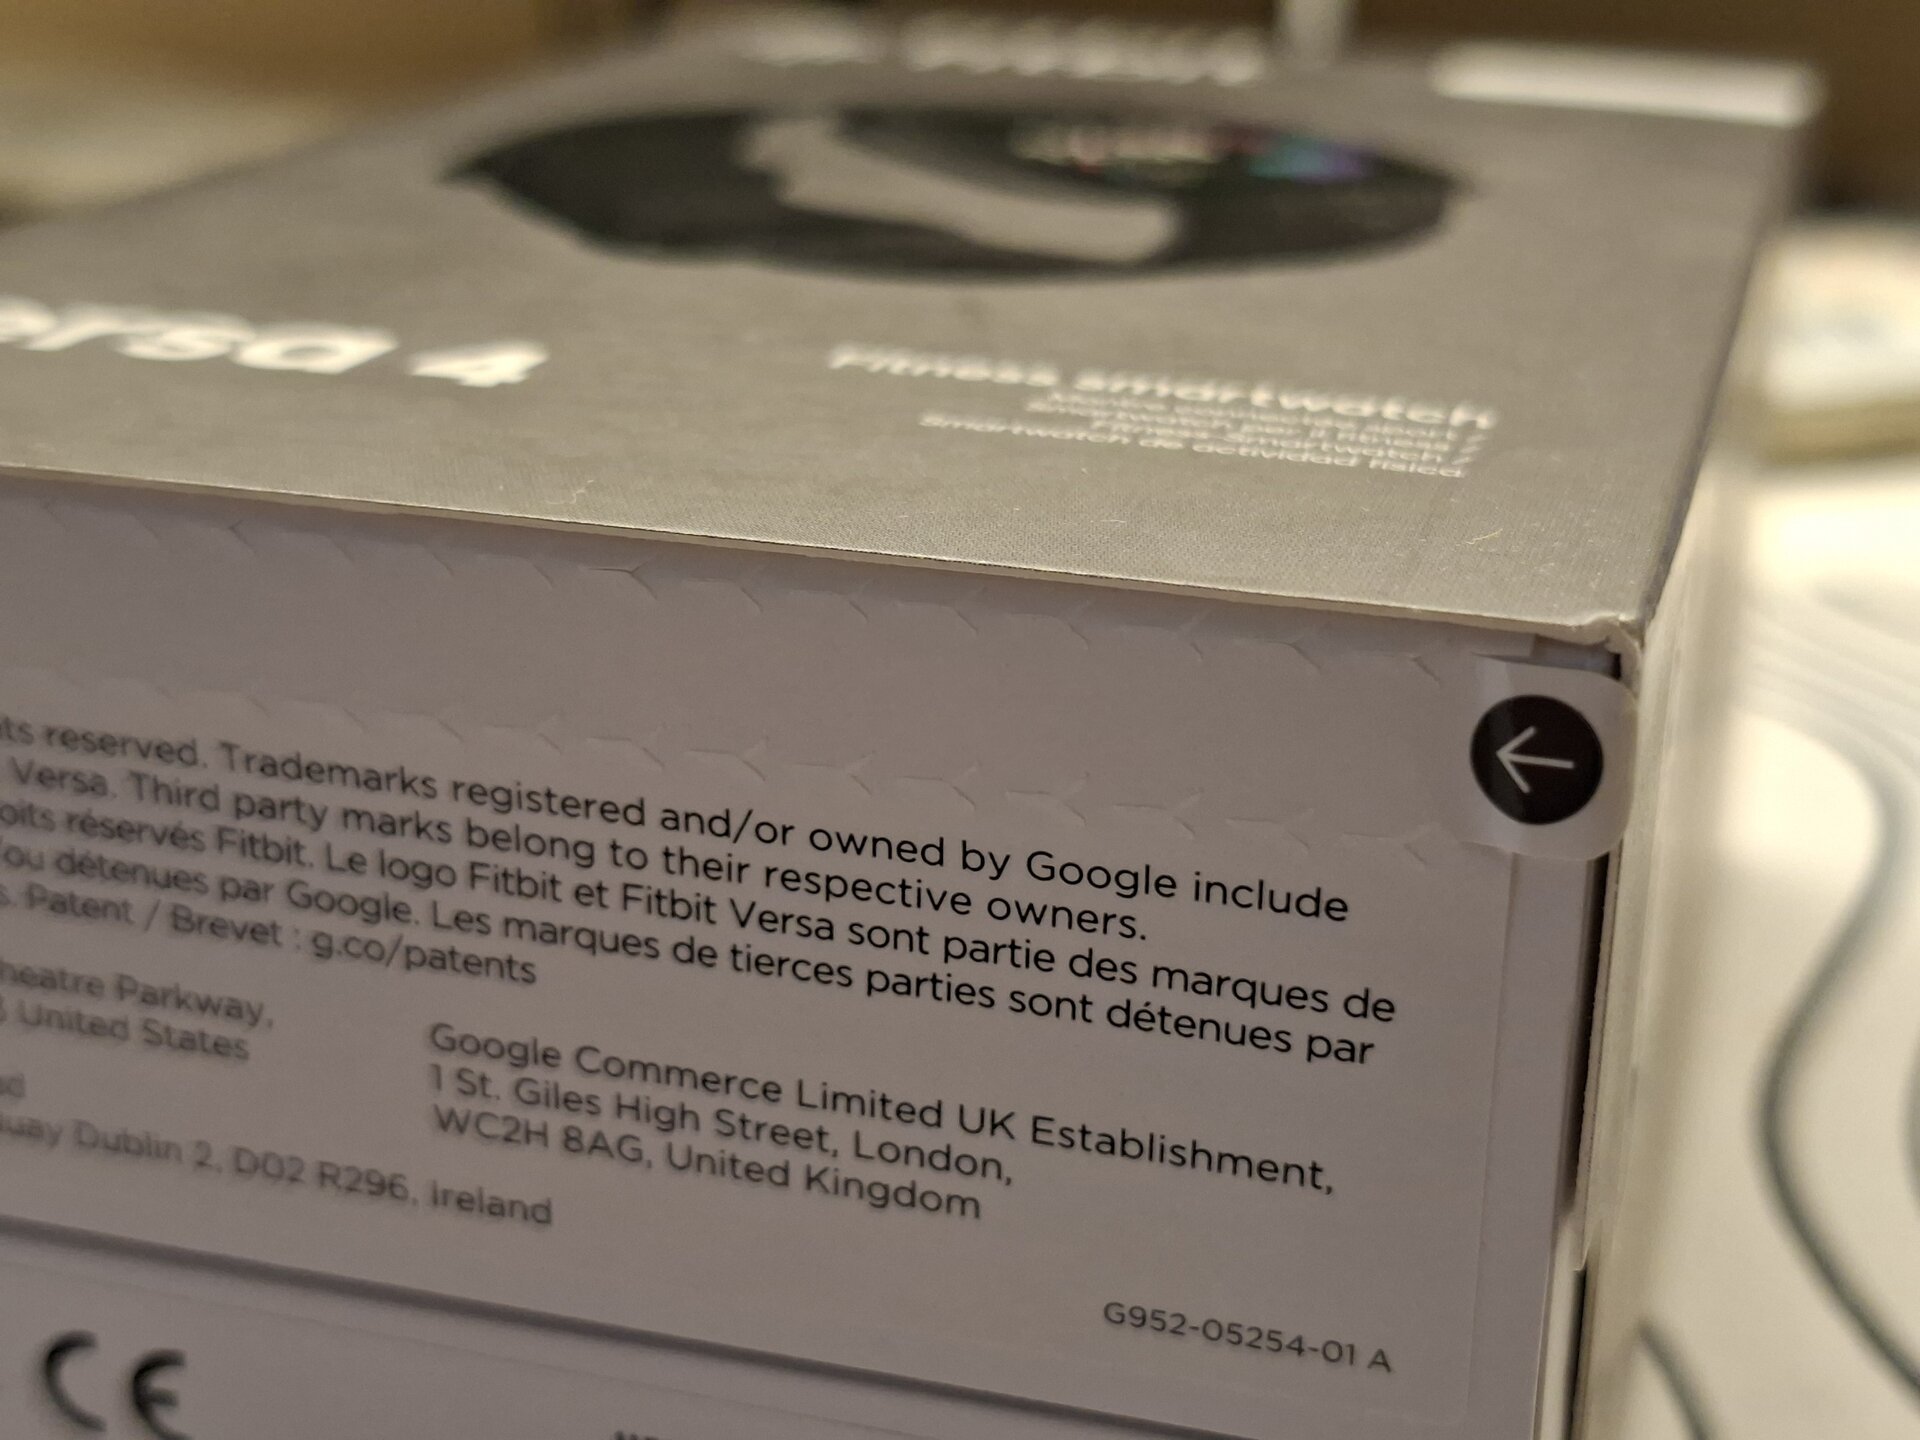 ersa 4
Fitness smartwatch
Smartwatch de actividad física
reserved. Trademarks registered and/or owned by Google include
Versa. Third party marks belong to their respective owners.
réservés Fitbit. Le logo Fitbit et Fitbit Versa sont partie des marques de
/ou détenues par Google. Les marques de tierces parties sont détenues par
s. Patent / Brevet : g.co/patents
heatre Parkway,
United States
Dublin 2, D02 R296, Ireland
Google Commerce Limited UK Establishment,
1 St. Giles High Street, London,
WC2H 8AG, United Kingdom
G952-05254-01 A
CE